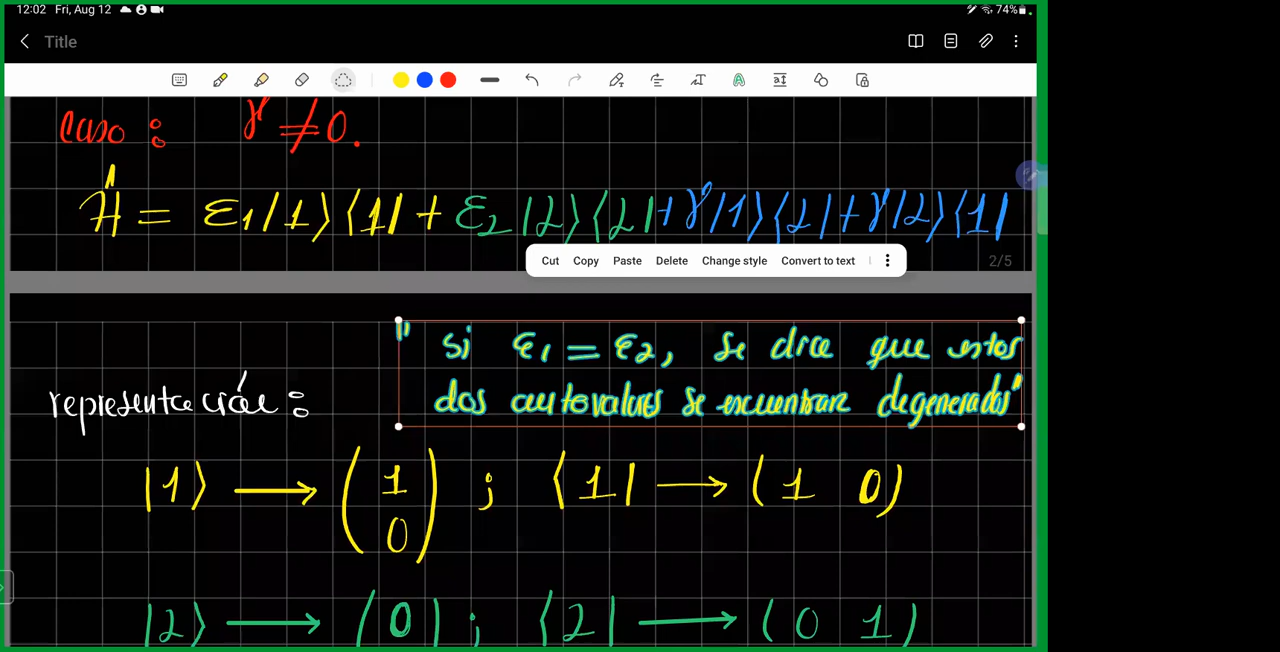 12:02 Fri, Aug 12 74%
Title
Caso: γ ≠ 0.
Ĥ = ε1|1⟩⟨1| + ε2|2⟩⟨2| + γ|1⟩⟨2| + γ|2⟩⟨1|
Cut Copy Paste Delete Change style Convert to text
2/5
" si ε1 = ε2, se dice que estos
representación: dos autovalores se encuentran degenerados"
|1⟩ → (1 0) ; ⟨1| → (1 0)
|2⟩ → (0 ) ; ⟨2| → (0 1)